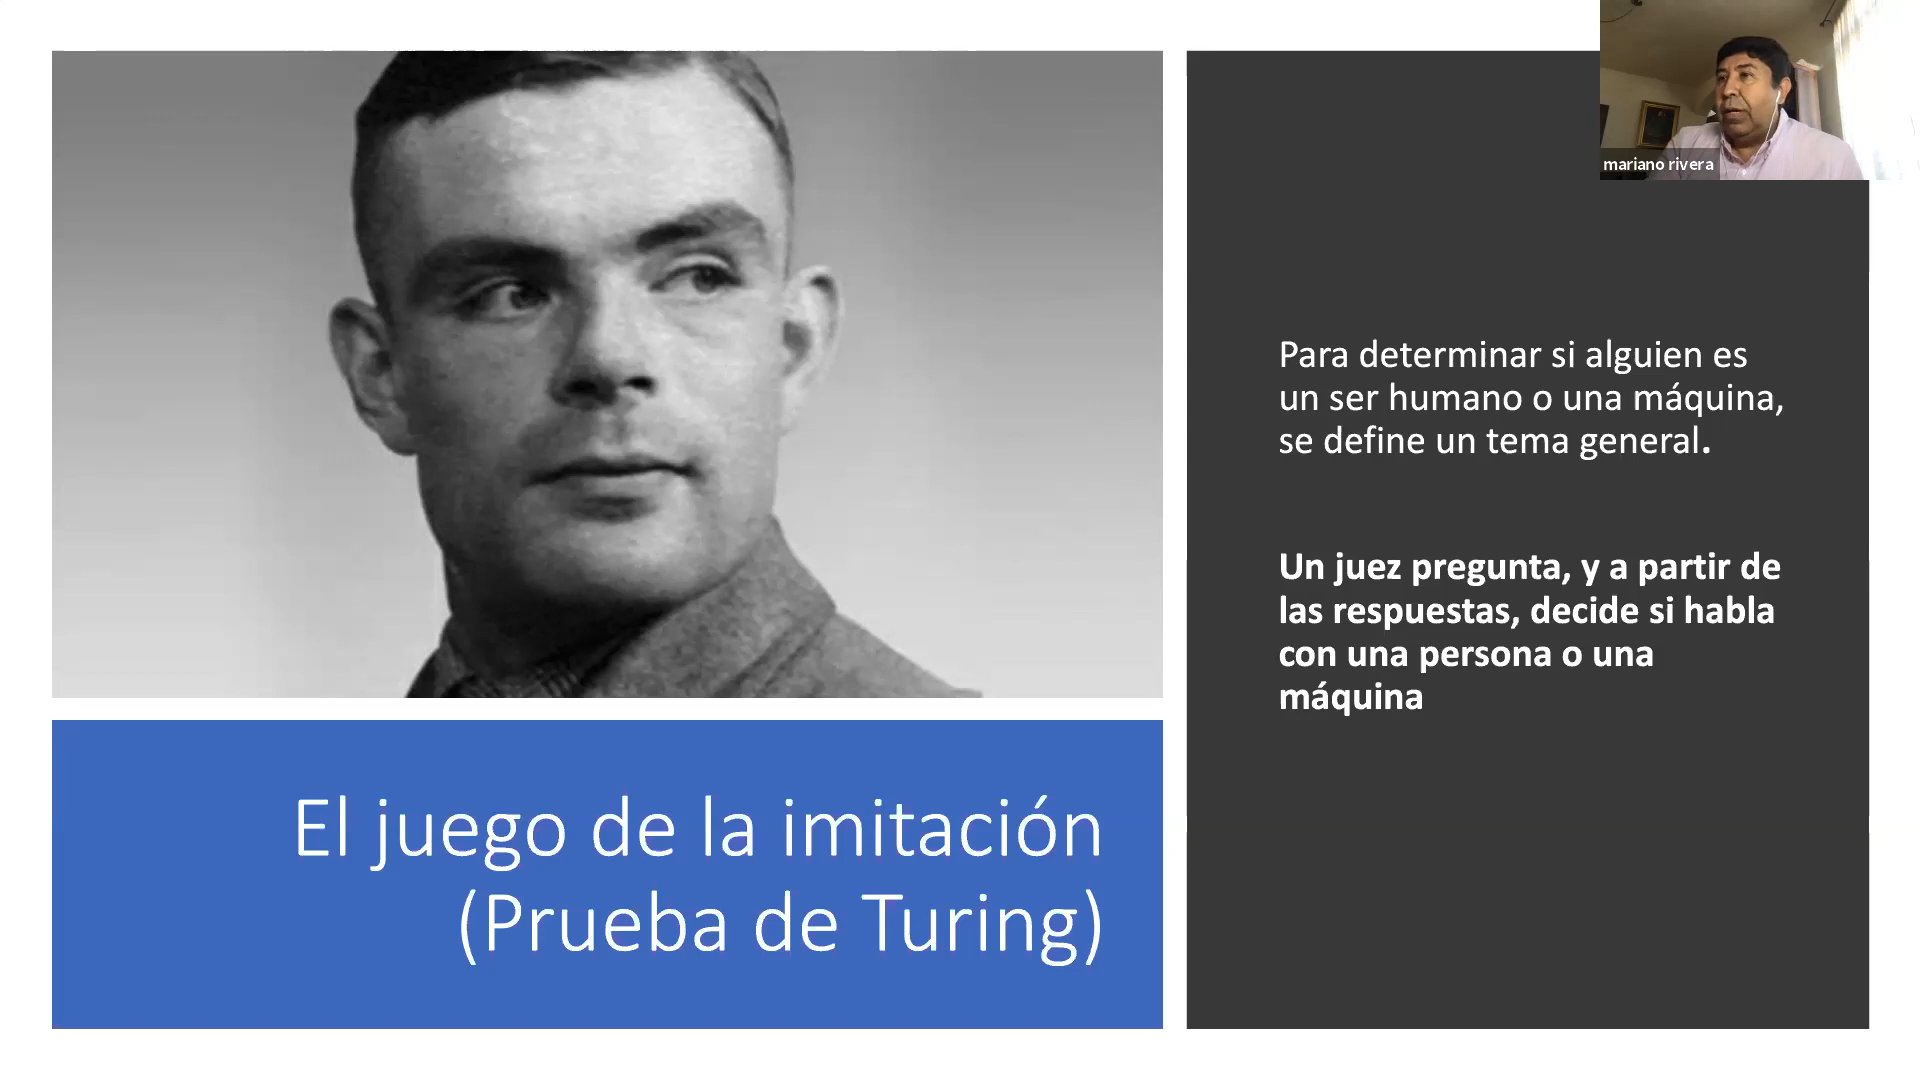 mariano rivera
Para determinar si alguien es
un ser humano o una máquina,
se define un tema general.
Un juez pregunta, y a partir de
las respuestas, decide si habla
con una persona o una
máquina
El juego de la imitación
(Prueba de Turing)